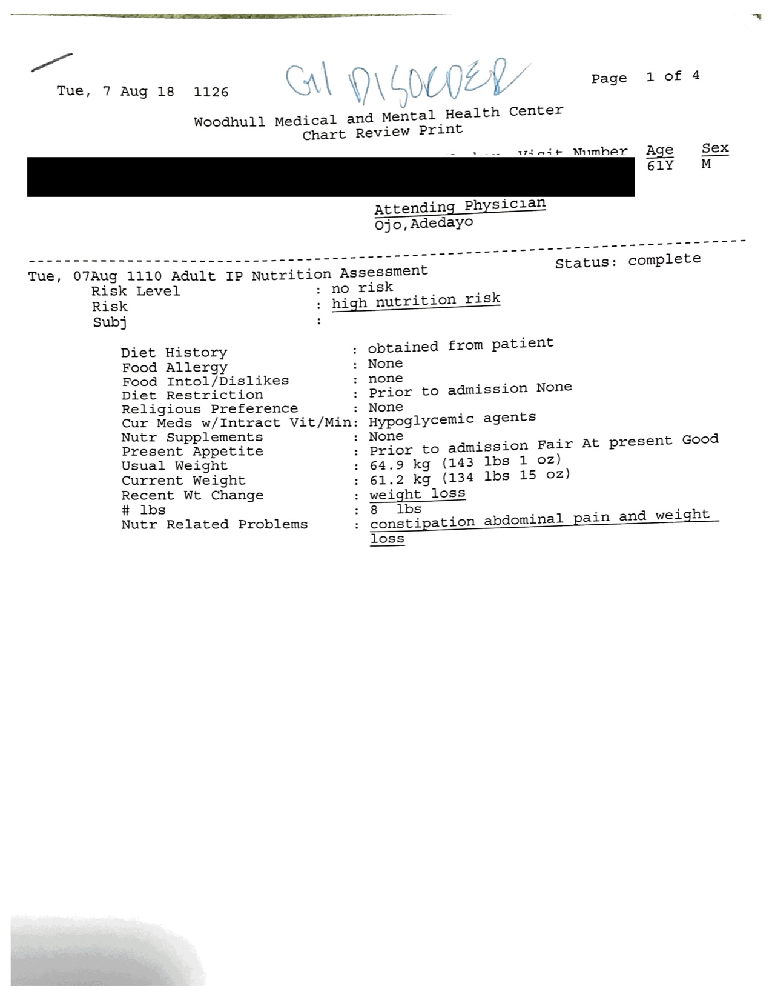 GI DISORDER
Page 1 of 4
Tue, 7 Aug 18 1126
Woodhull Medical and Mental Health Center
Chart Review Print
Visit Number Age Sex
61Y M
Attending Physician
Ojo,Adedayo
--------------------------------------------------------------------------------
Tue, 07Aug 1110 Adult IP Nutrition Assessment Status: complete
Risk Level : no risk
Risk : high nutrition risk
Subj :
Diet History : obtained from patient
Food Allergy : None
Food Intol/Dislikes : none
Diet Restriction : Prior to admission None
Religious Preference : None
Cur Meds w/Intract Vit/Min: Hypoglycemic agents
Nutr Supplements : None
Present Appetite : Prior to admission Fair At present Good
Usual Weight : 64.9 kg (143 lbs 1 oz)
Current Weight : 61.2 kg (134 lbs 15 oz)
Recent Wt Change : weight loss
# lbs : 8 lbs
Nutr Related Problems : constipation abdominal pain and weight
loss